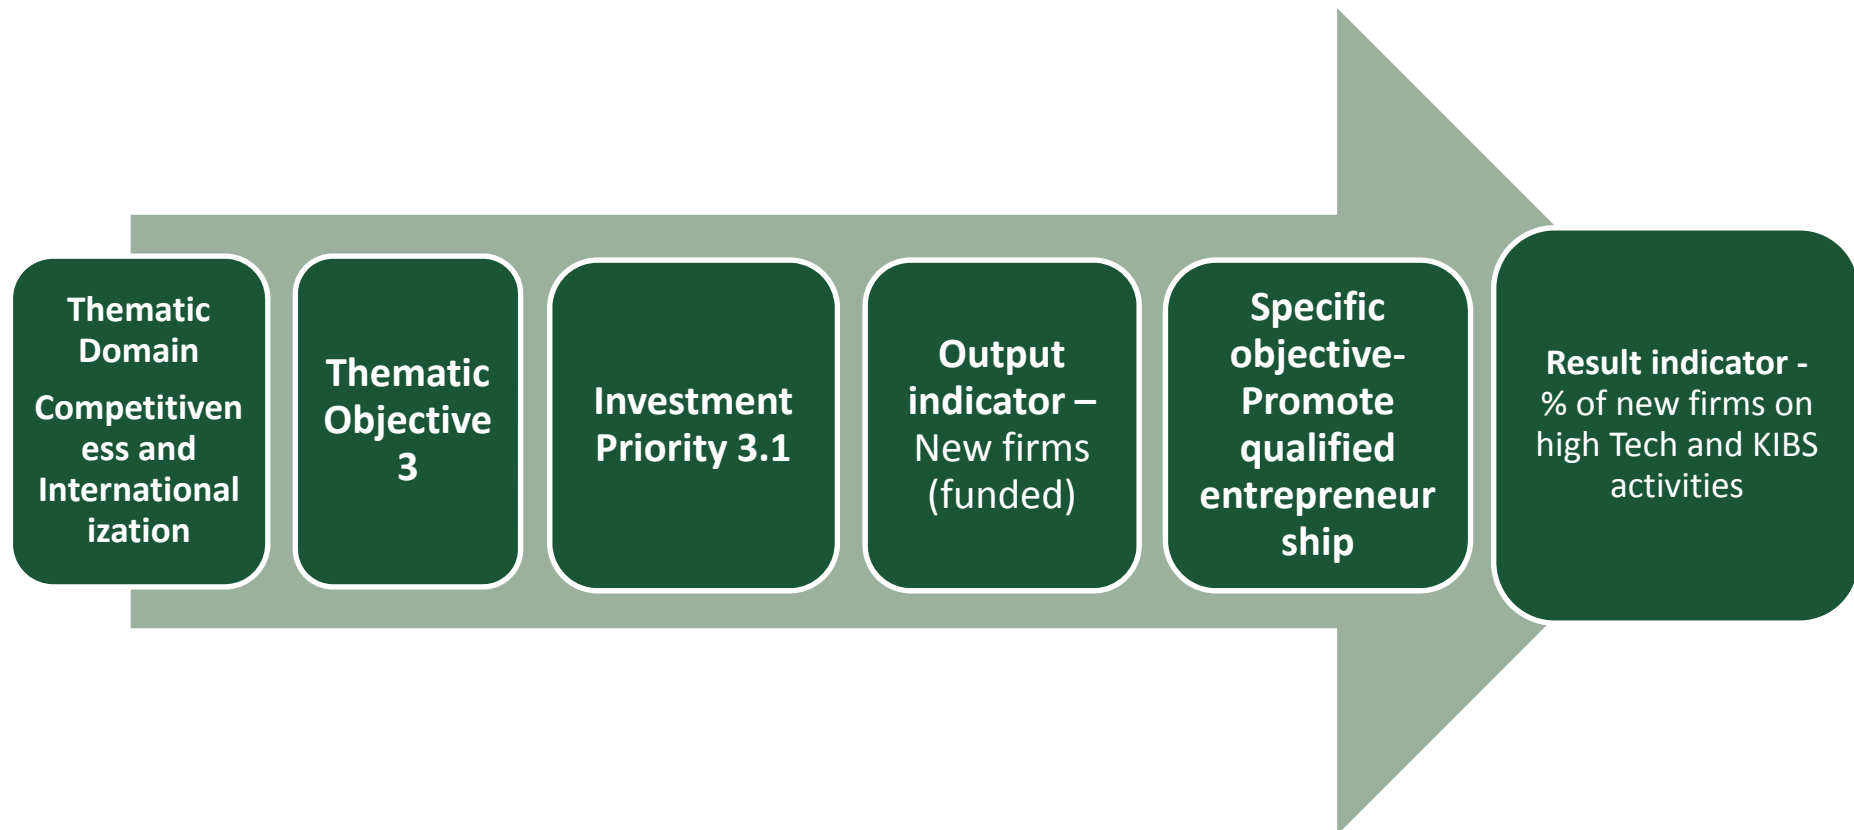 Thematic
Domain
Competitiven
ess and
International
ization
Thematic
Objective
3
Investment
Priority 3.1
Output
indicator –
New firms
(funded)
Specific
objective-
Promote
qualified
entrepreneur
ship
Result indicator -
% of new firms on
high Tech and KIBS
activities